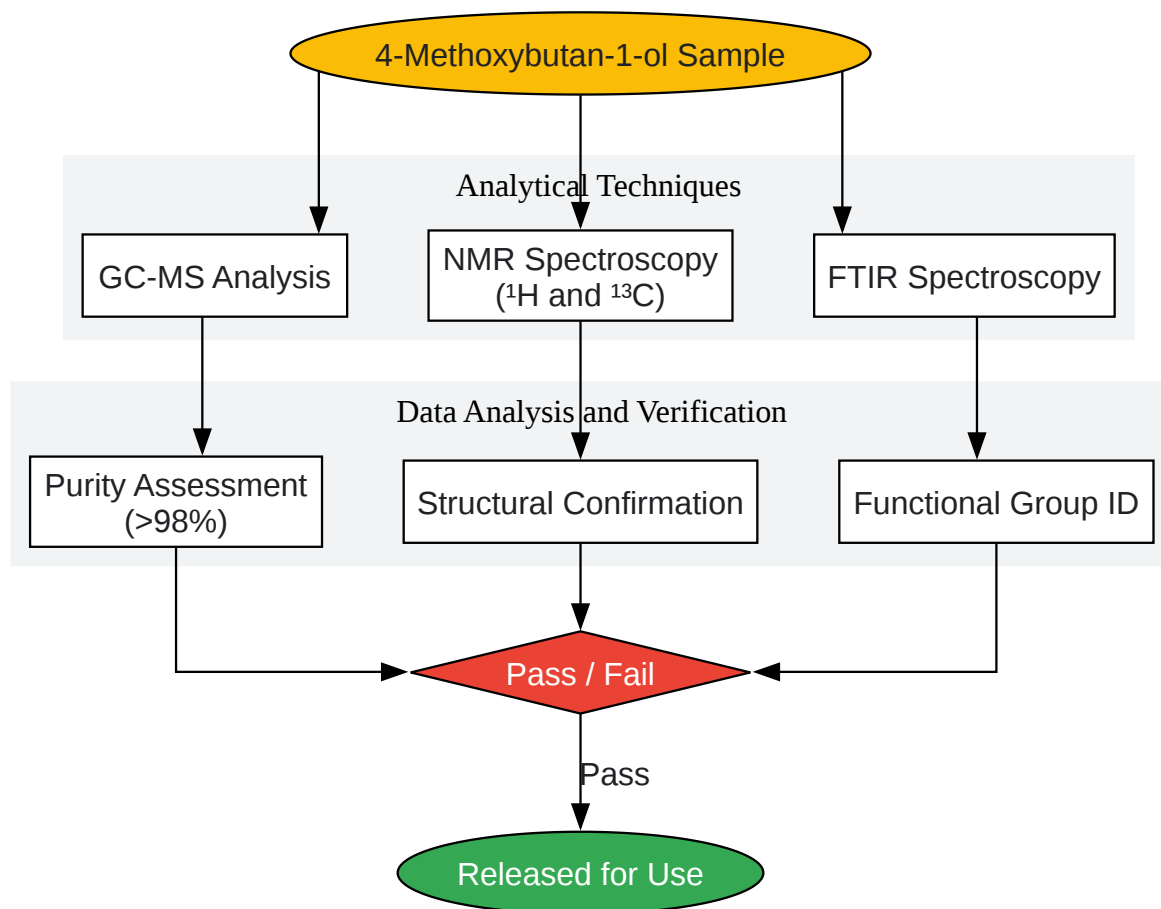 4-Methoxybutan-1-ol Sample
Analytical Techniques
GC-MS Analysis
NMR Spectroscopy
(¹H and ¹³C)
FTIR Spectroscopy
Data Analysis and Verification
Purity Assessment
(>98%)
Structural Confirmation
Functional Group ID
Pass / Fail
Pass
Released for Use